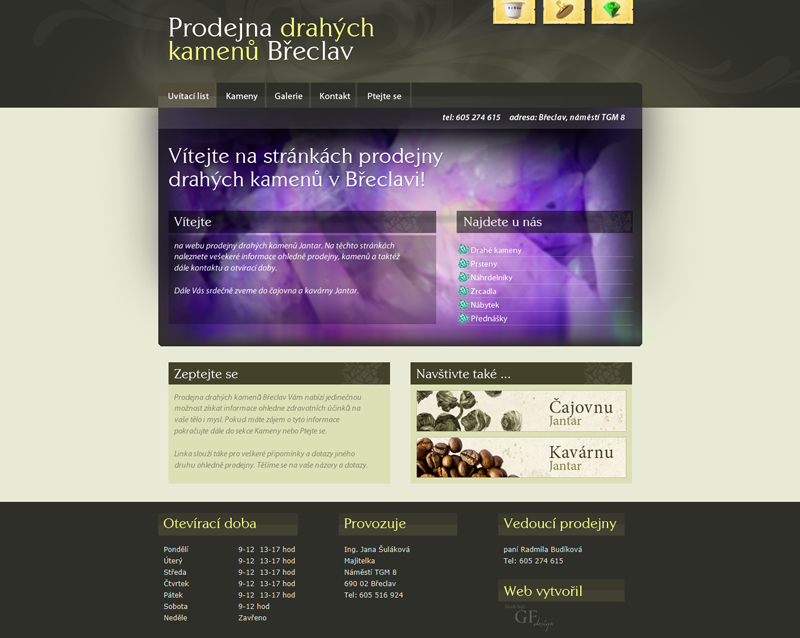 Prodejna drahých
kamenů Břeclav
Uvítací list
Kameny
Galerie
Kontakt
Ptejte se
tel: 605 274 615 adresa: Břeclav, náměstí TGM 8
Vítejte na stránkách prodejny
drahých kamenů v Břeclavi!
Vítejte
na webu prodejny drahých kamenů Jantar. Na těchto stránkách
naleznete vešekeré informace ohledně prodejny, kamenů a taktéž
dále kontaktu a otvírací doby.
Dále Vás srdečně zveme do čajovna a kavárny Jantar.
Najdete u nás
Drahé kameny
Prsteny
Náhrdelníky
Zrcadla
Nábytek
Přednášky
Zeptejte se
Prodejna drahých kamenů Břeclav Vám nabízí jedinečnou
možnost získat informace ohledne zdravotních účinků na
vaše tělo i mysl. Pokud máte zájem o tyto informace
pokračujte dále do sekce Kameny nebo Ptejte se.
Linka slouží táke pro veškeré připomínky a dotazy jiného
druhu ohledně prodejny. Těšíme se na vaše názory a dotazy.
Navštivte také ...
Čajovnu
Jantar
Kavárnu
Jantar
Otevírací doba
Pondělí 9-12 13-17 hod
Úterý 9-12 13-17 hod
Středa 9-12 13-17 hod
Čtvrtek 9-12 13-17 hod
Pátek 9-12 13-17 hod
Sobota 9-12 hod
Neděle Zavřeno
Provozuje
Ing. Jana Šuláková
Majitelka
Náměstí TGM 8
690 02 Břeclav
Tel: 605 516 924
Vedoucí prodejny
paní Radmila Budíková
Tel: 605 274 615
Web vytvořil
GF design